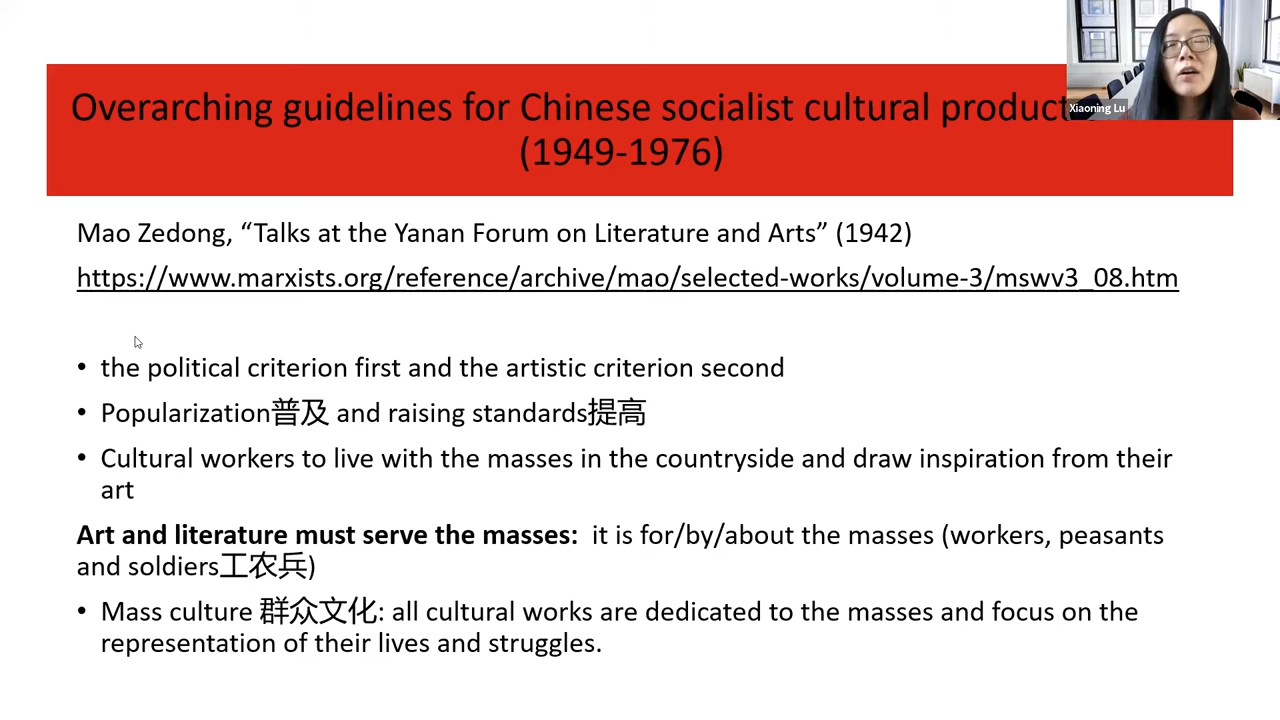 Overarching guidelines for Chinese socialist cultural product
(1949-1976)
Xiaoning Lu
Mao Zedong, “Talks at the Yanan Forum on Literature and Arts” (1942)
https://www.marxists.org/reference/archive/mao/selected-works/volume-3/mswv3_08.htm
• the political criterion first and the artistic criterion second
• Popularization普及 and raising standards提高
• Cultural workers to live with the masses in the countryside and draw inspiration from their
art
Art and literature must serve the masses: it is for/by/about the masses (workers, peasants
and soldiers工农兵)
• Mass culture 群众文化: all cultural works are dedicated to the masses and focus on the
representation of their lives and struggles.